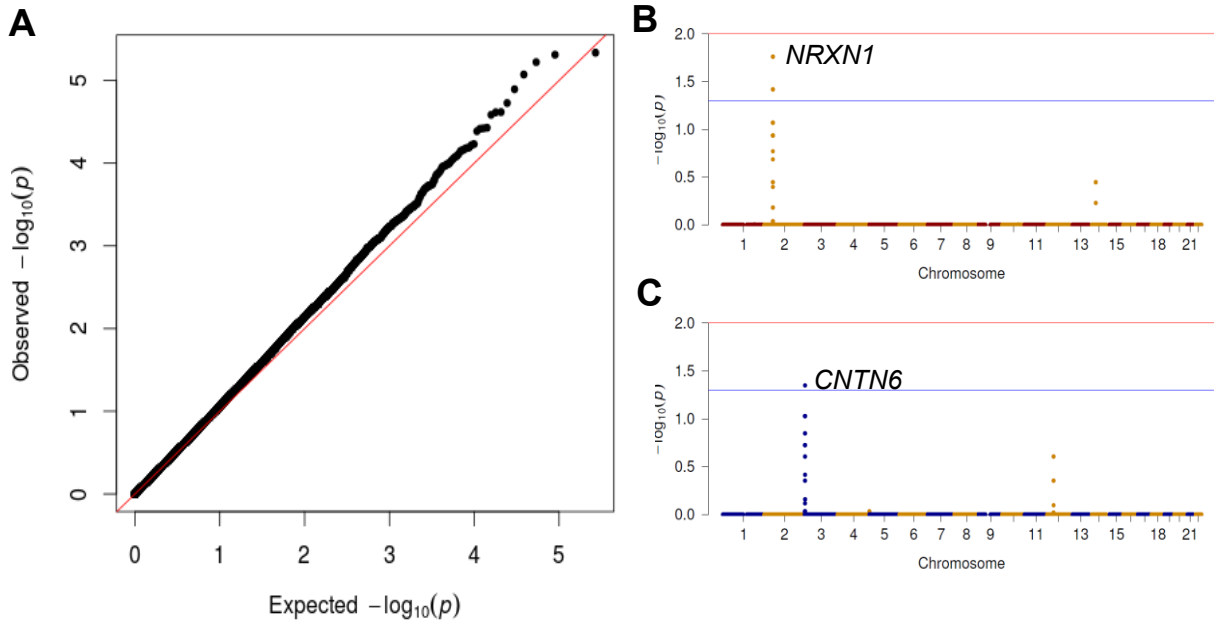 A
Observed −log10(p)
5
4
3
2
1
0
0 1 2 3 4 5
Expected −log10(p)
B
NRXN1
−log10(p)
2.0
1.5
1.0
0.5
0.0
1 2 3 4 5 6 7 8 9 11 13 15 18 21
Chromosome
C
CNTN6
−log10(p)
2.0
1.5
1.0
0.5
0.0
1 2 3 4 5 6 7 8 9 11 13 15 18 21
Chromosome